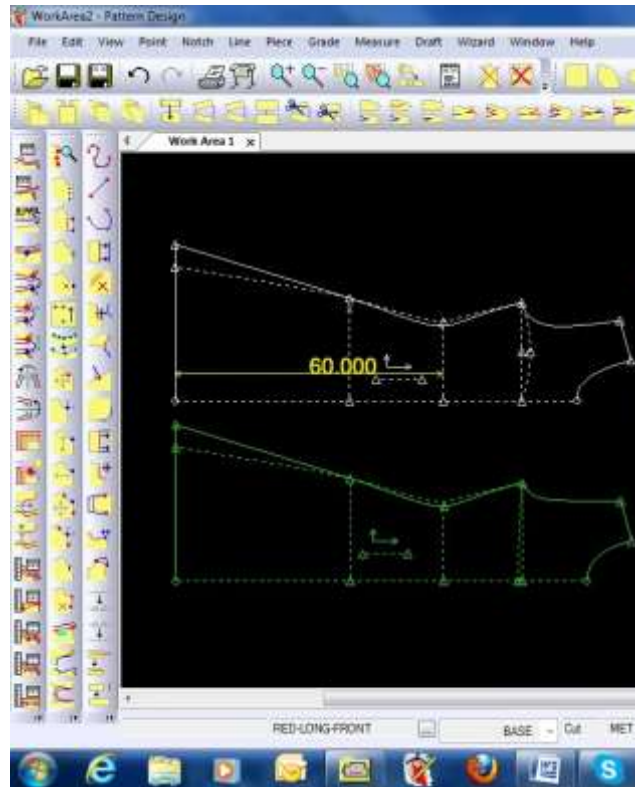 WorkArea2 - Pattern Design
File Edit View Point Notch Line Piece Grade Measure Draft Wizard Window Help
Work Area 1 x
60.000
RED-LONG-FRONT BASE Cut MET